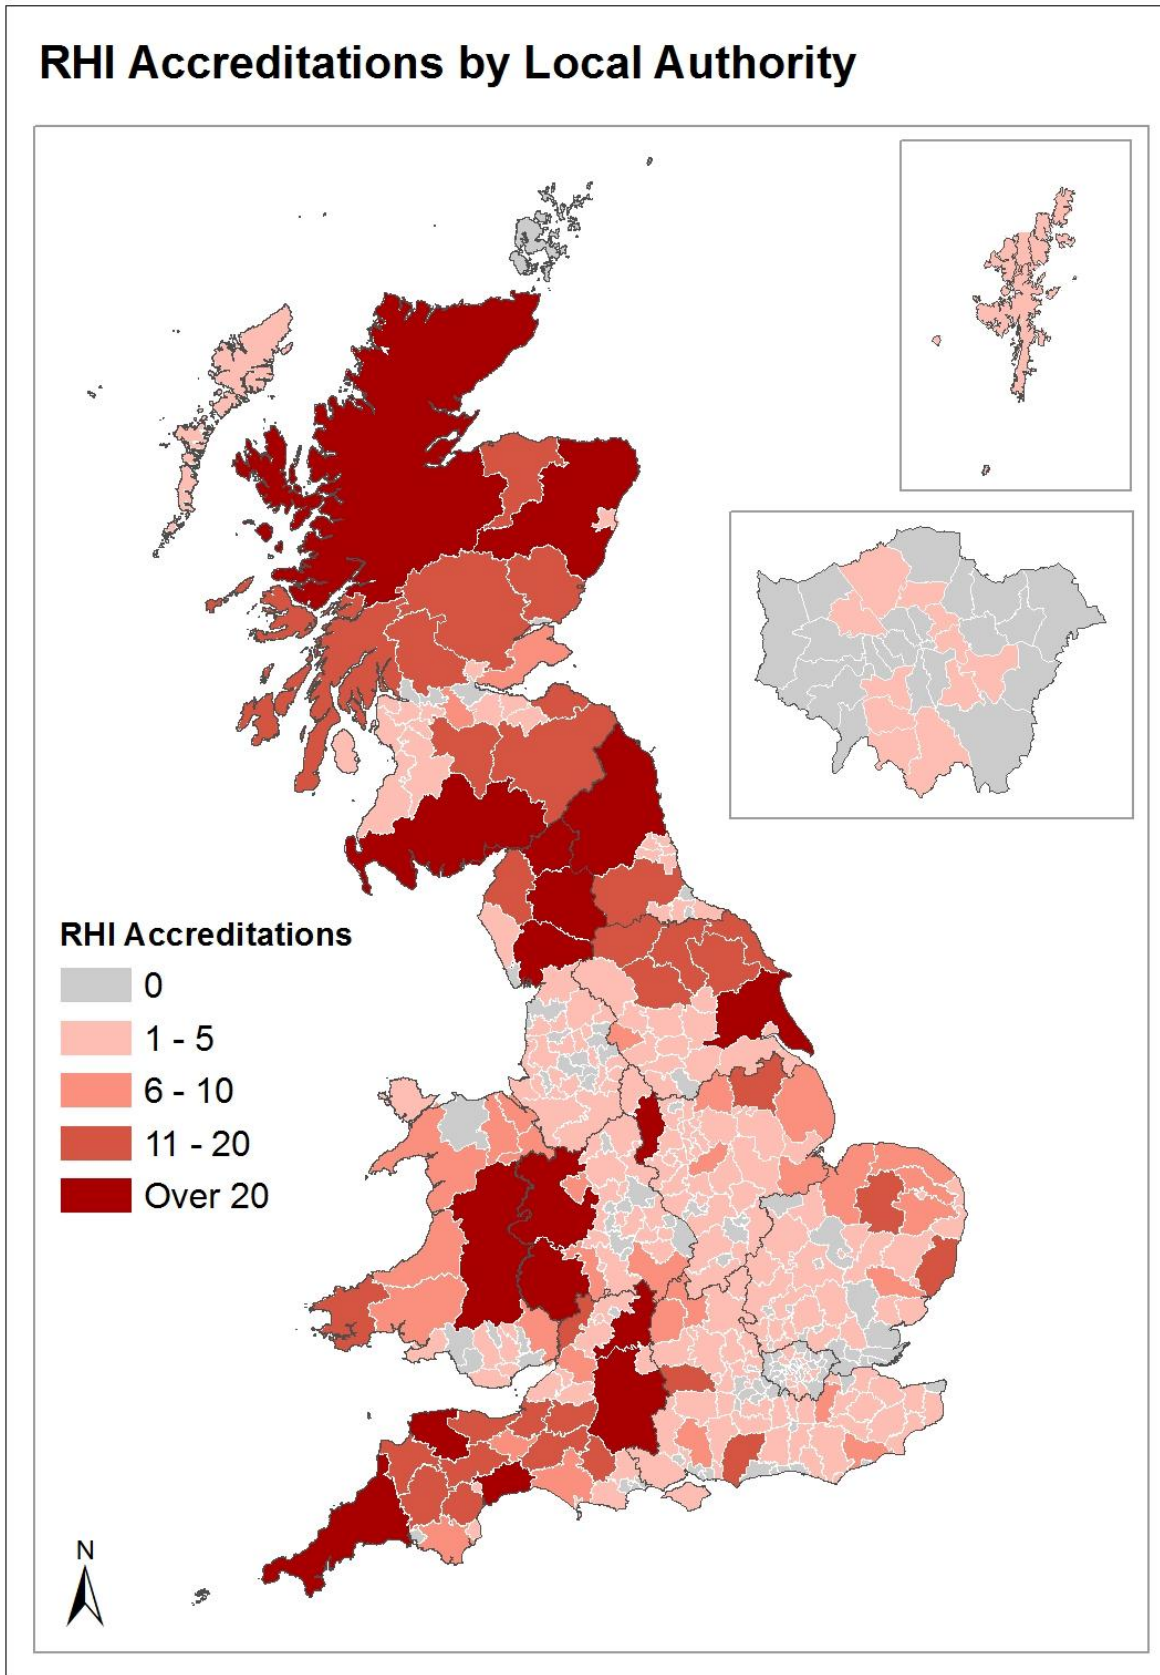 RHI Accreditations by Local Authority
RHI Accreditations
0
1 - 5
6 - 10
11 - 20
Over 20
N